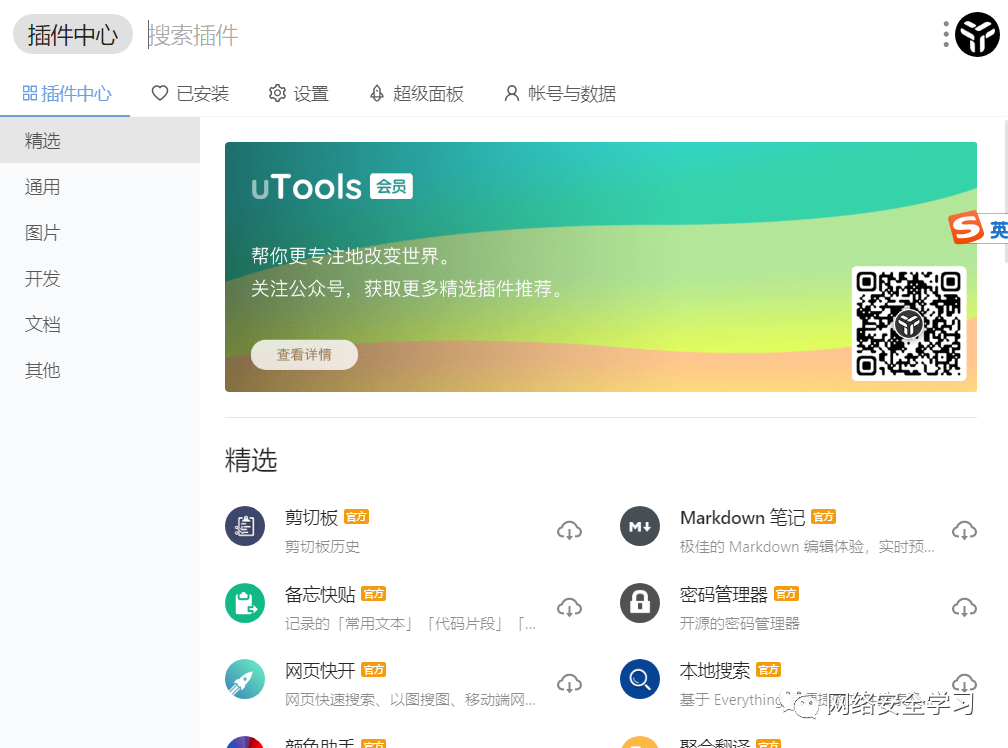 插件中心 搜索插件
插件中心 已安装 设置 超级面板 帐号与数据
精选
通用
图片
开发
文档
其他
uTools 会员
帮你更专注地改变世界。
关注公众号，获取更多精选插件推荐。
查看详情
英
精选
剪切板 官方
剪切板历史
Markdown 笔记 官方
极佳的 Markdown 编辑体验，实时预...
备忘快贴 官方
记录的「常用文本」「代码片段」「...
密码管理器 官方
开源的密码管理器
网页快开 官方
网页快速搜索、以图搜图、移动端网...
本地搜索 官方
基于 Everything
网络安全学习
颜色助手 官方
聚合翻译 官方